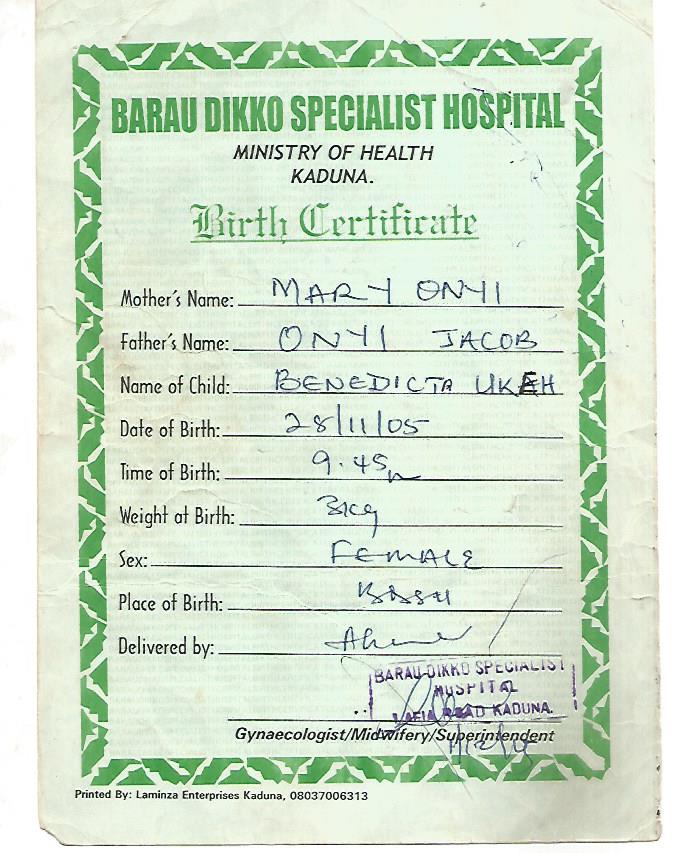 BARAU DIKKO SPECIALIST HOSPITAL
MINISTRY OF HEALTH
KADUNA.
Birth Certificate
Mother's Name: MARY ONYI
Father's Name: ONYI JACOB
Name of Child: BENEDICTA UKEH
Date of Birth: 28/11/05
Time of Birth: 9.45
Weight at Birth: 3kg
Sex: FEMALE
Place of Birth: BDSH
Delivered by:
BARAU DIKKO SPECIALIST
HOSPITAL
LAFIA ROAD KADUNA.
Gynaecologist/Midwifery/Superintendent
Printed By: Laminza Enterprises Kaduna, 08037006313